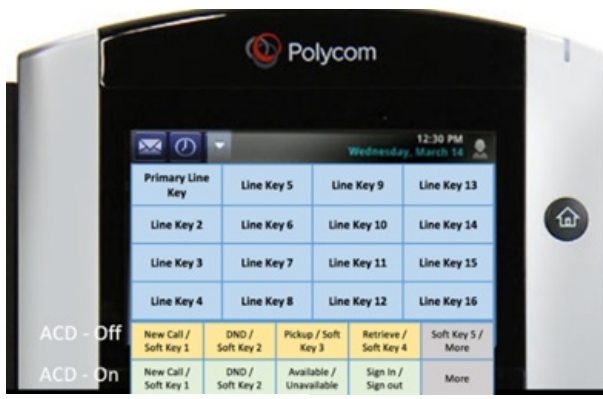 Polycom
12:30 PM
Wednesday, March 14
Primary Line Key
Line Key 5
Line Key 9
Line Key 13
Line Key 2
Line Key 6
Line Key 10
Line Key 14
Line Key 3
Line Key 7
Line Key 11
Line Key 15
Line Key 4
Line Key 8
Line Key 12
Line Key 16
ACD - Off
New Call /
Soft Key 1
DND /
Soft Key 2
Pickup / Soft
Key 3
Retrieve /
Soft Key 4
Soft Key 5 /
More
ACD - On
New Call /
Soft Key 1
DND /
Soft Key 2
Available /
Unavailable
Sign In /
Sign out
More